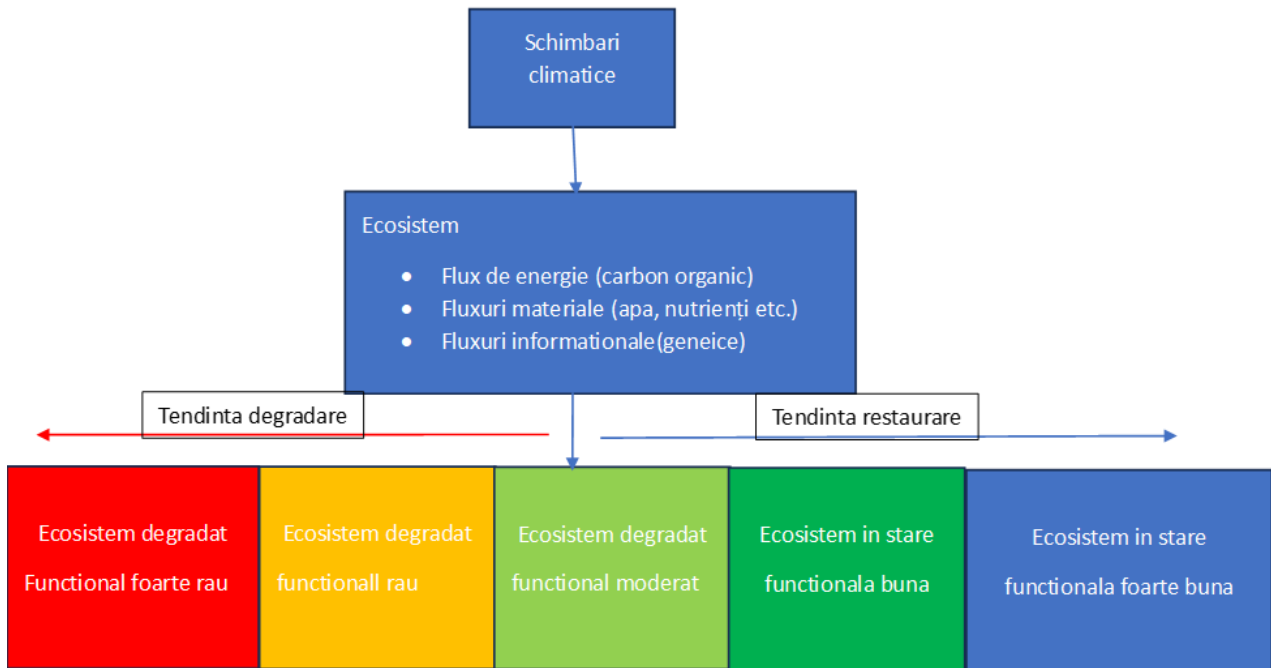 Schimbari
climatice
Ecosistem
• Flux de energie (carbon organic)
• Fluxuri materiale (apa, nutrienți etc.)
• Fluxuri informationale(geneice)
Tendinta degradare
Tendinta restaurare
Ecosistem degradat
Functional foarte rau
Ecosistem degradat
functionall rau
Ecosistem degradat
functional moderat
Ecosistem in stare
functionala buna
Ecosistem in stare
functionala foarte buna